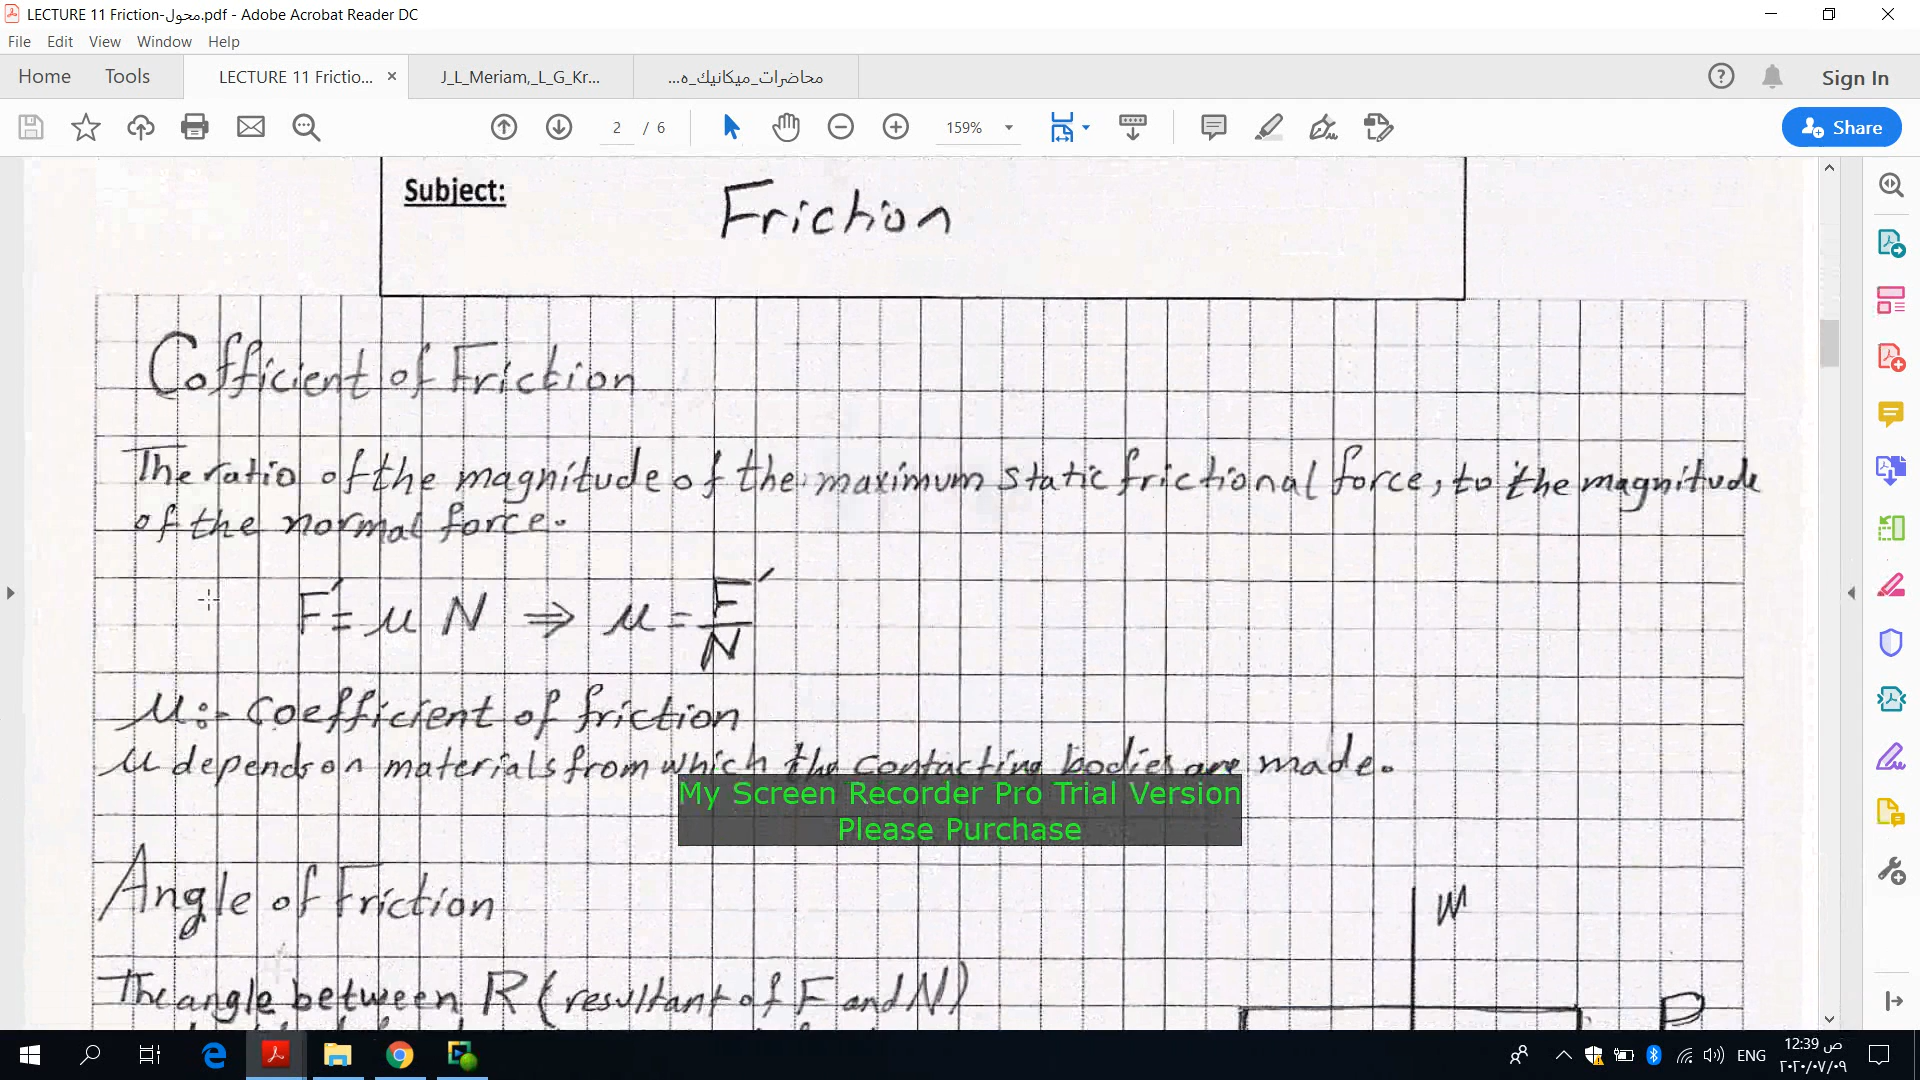 LECTURE 11 Friction-محول.pdf - Adobe Acrobat Reader DC
File Edit View Window Help
Home Tools LECTURE 11 Frictio... × J_L_Meriam,_L_G_Kr... محاضرات_ميكانيك_ه... Sign In
2 / 6 159% Share
Subject: Friction
Cofficient of Friction
The ratio of the magnitude of the maximum static frictional force, to the magnitude
of the normal force.
F′ = μ N ⇒ μ = F′/N
μ:- Coefficient of friction
μ depends on materials from which the contacting bodies are made.
My Screen Recorder Pro Trial Version
Please Purchase
Angle of Friction
W
The angle between R (resultant of F and N)
P
ENG 12:39 ص
٢٠٢٠/٠٧/٠٩